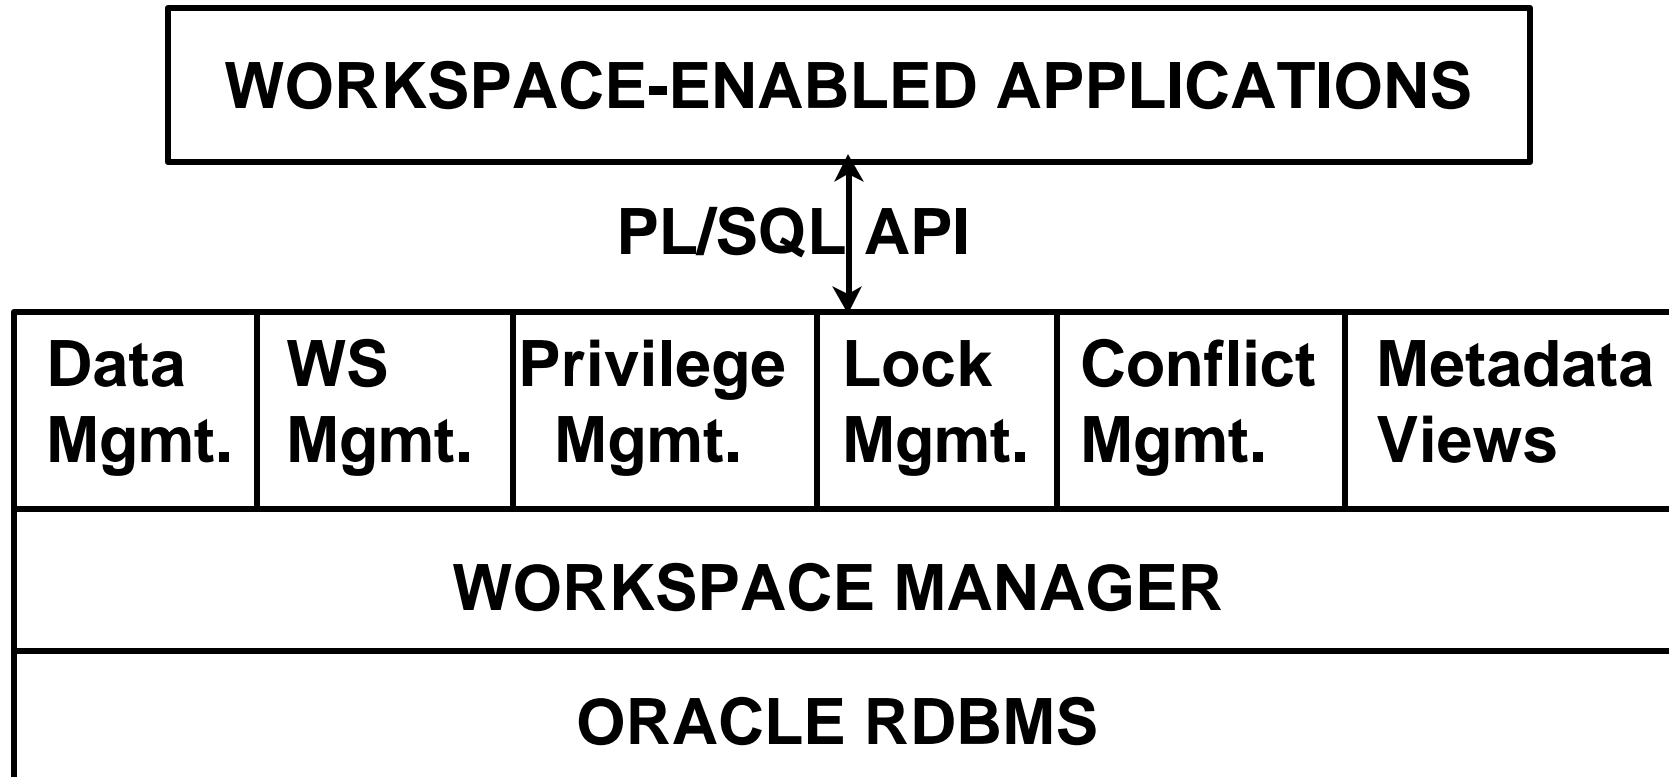 WORKSPACE-ENABLED APPLICATIONS
PL/SQL API
Data Mgmt.
WS Mgmt.
Privilege Mgmt.
Lock Mgmt.
Conflict Mgmt.
Metadata Views
WORKSPACE MANAGER
ORACLE RDBMS